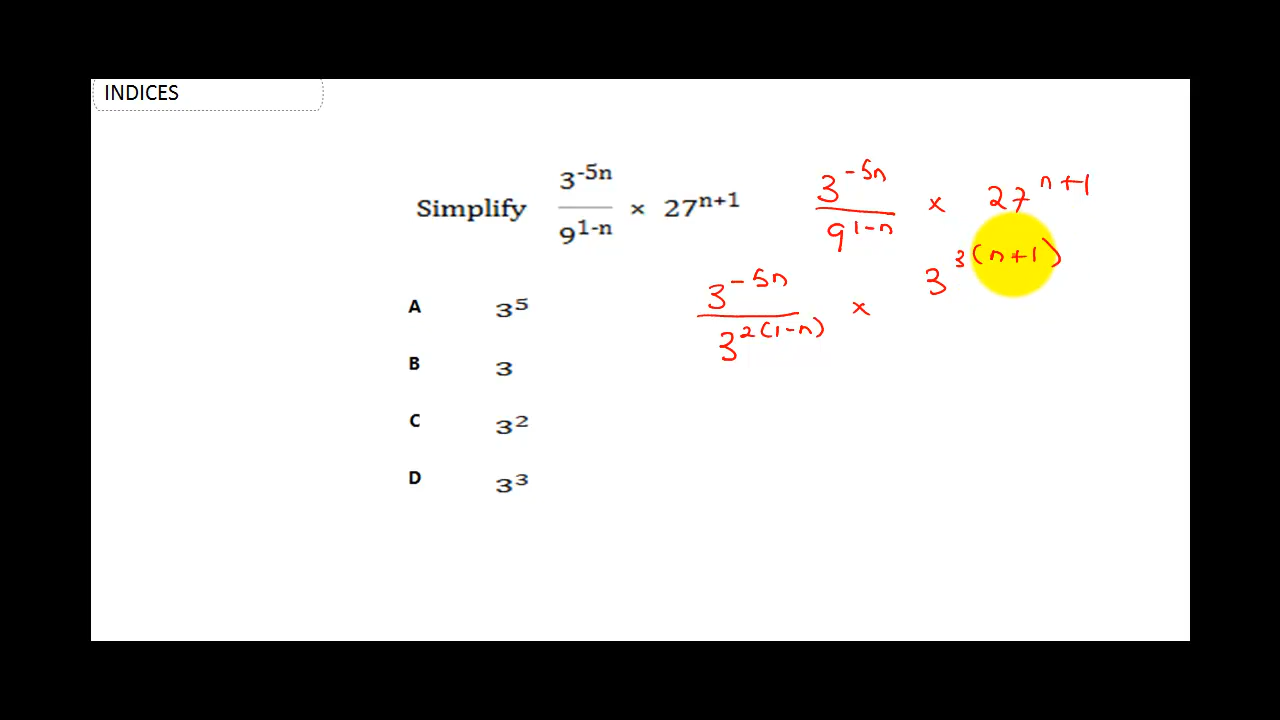 INDICES
Simplify 3^-5n / 9^1-n × 27^n+1
3^-5n / 9^1-n × 27^n+1
3^-5n / 3^2(1-n) × 3^3(n+1)
A 3^5
B 3
C 3^2
D 3^3